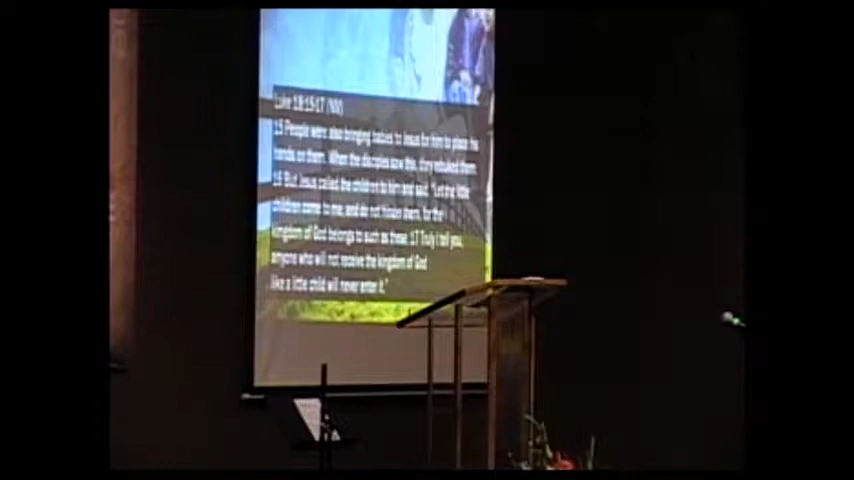 Luke 18:15-17 (NIV)
15 People were also bringing babies to Jesus for him to place his
hands on them. When the disciples saw this, they rebuked them.
16 But Jesus called the children to him and said, "Let the little
children come to me, and do not hinder them, for the
kingdom of God belongs to such as these. 17 Truly I tell you,
anyone who will not receive the kingdom of God
like a little child will never enter it."